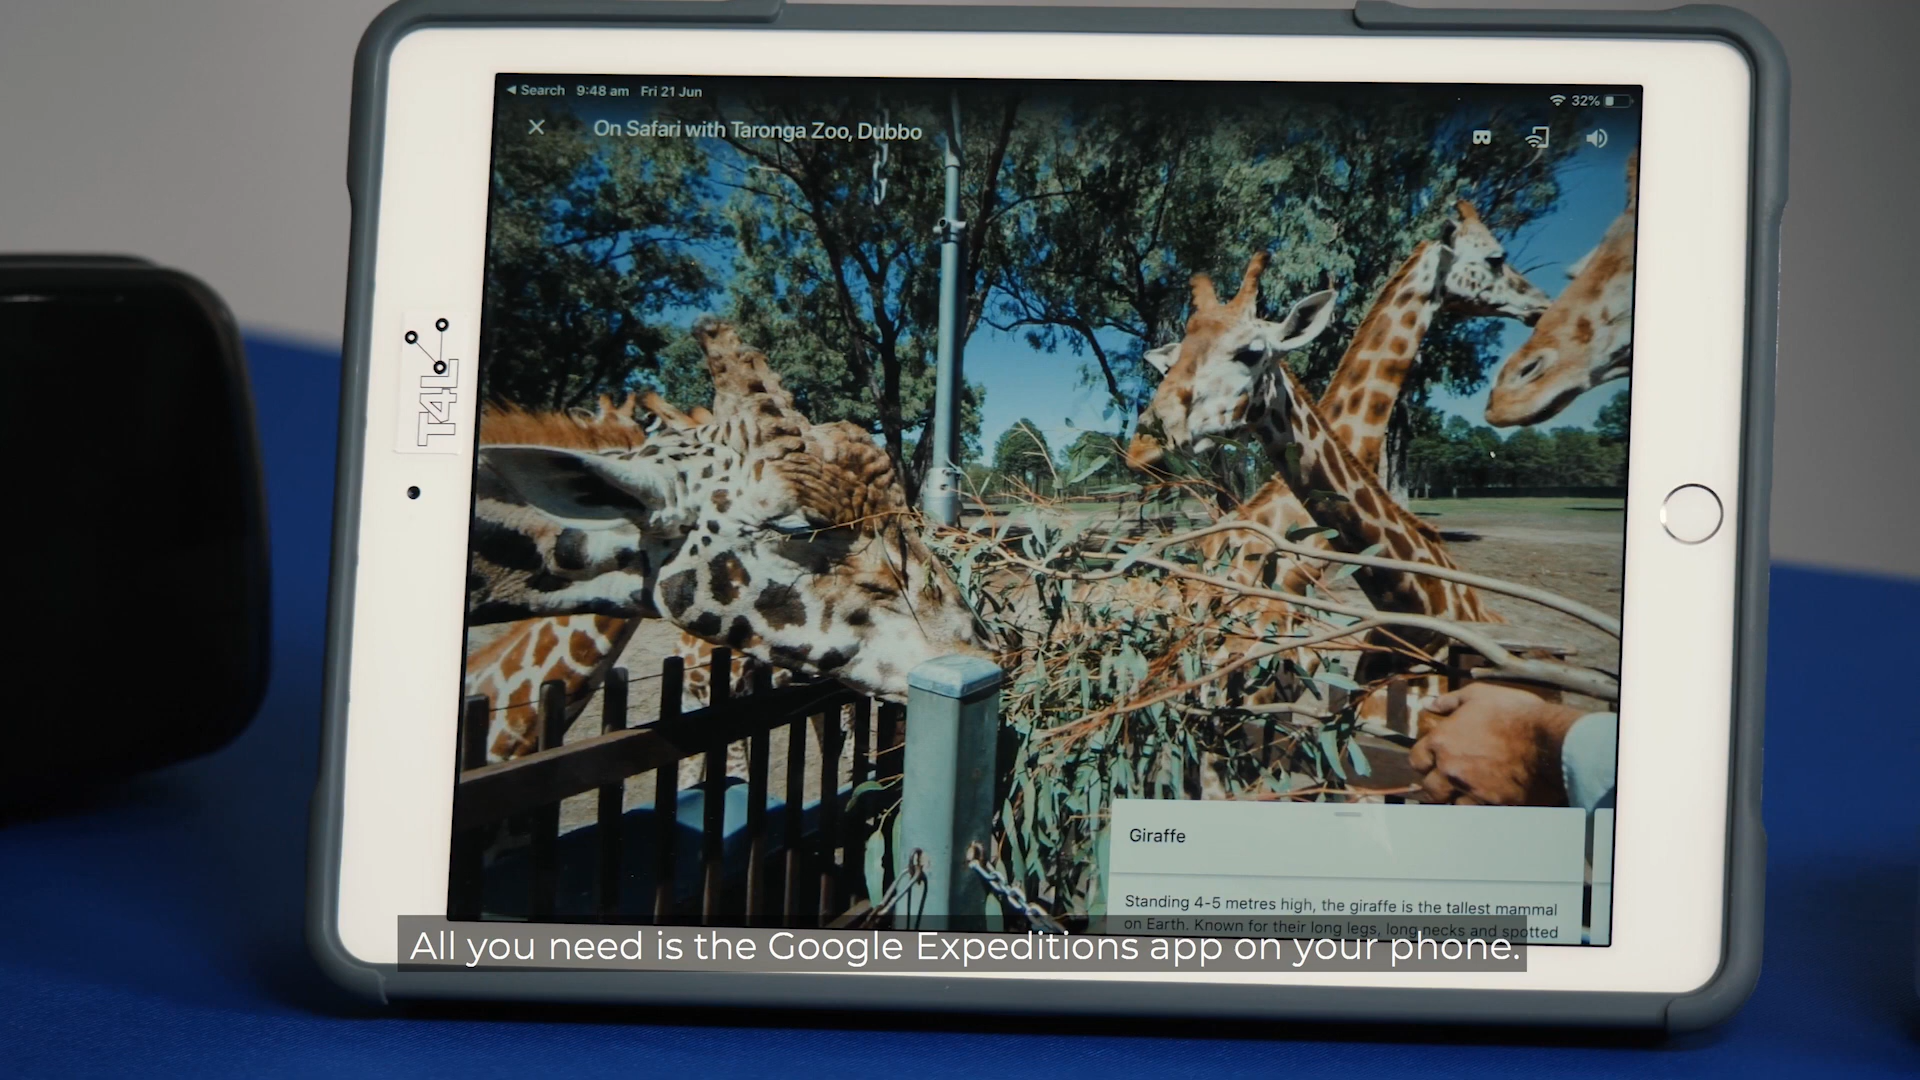 Search 9:48 am Fri 21 Jun
32%
On Safari with Taronga Zoo, Dubbo
T4L
Giraffe
Standing 4-5 metres high, the giraffe is the tallest mammal
on Earth. Known for their long legs, long necks and spotted
All you need is the Google Expeditions app on your phone.